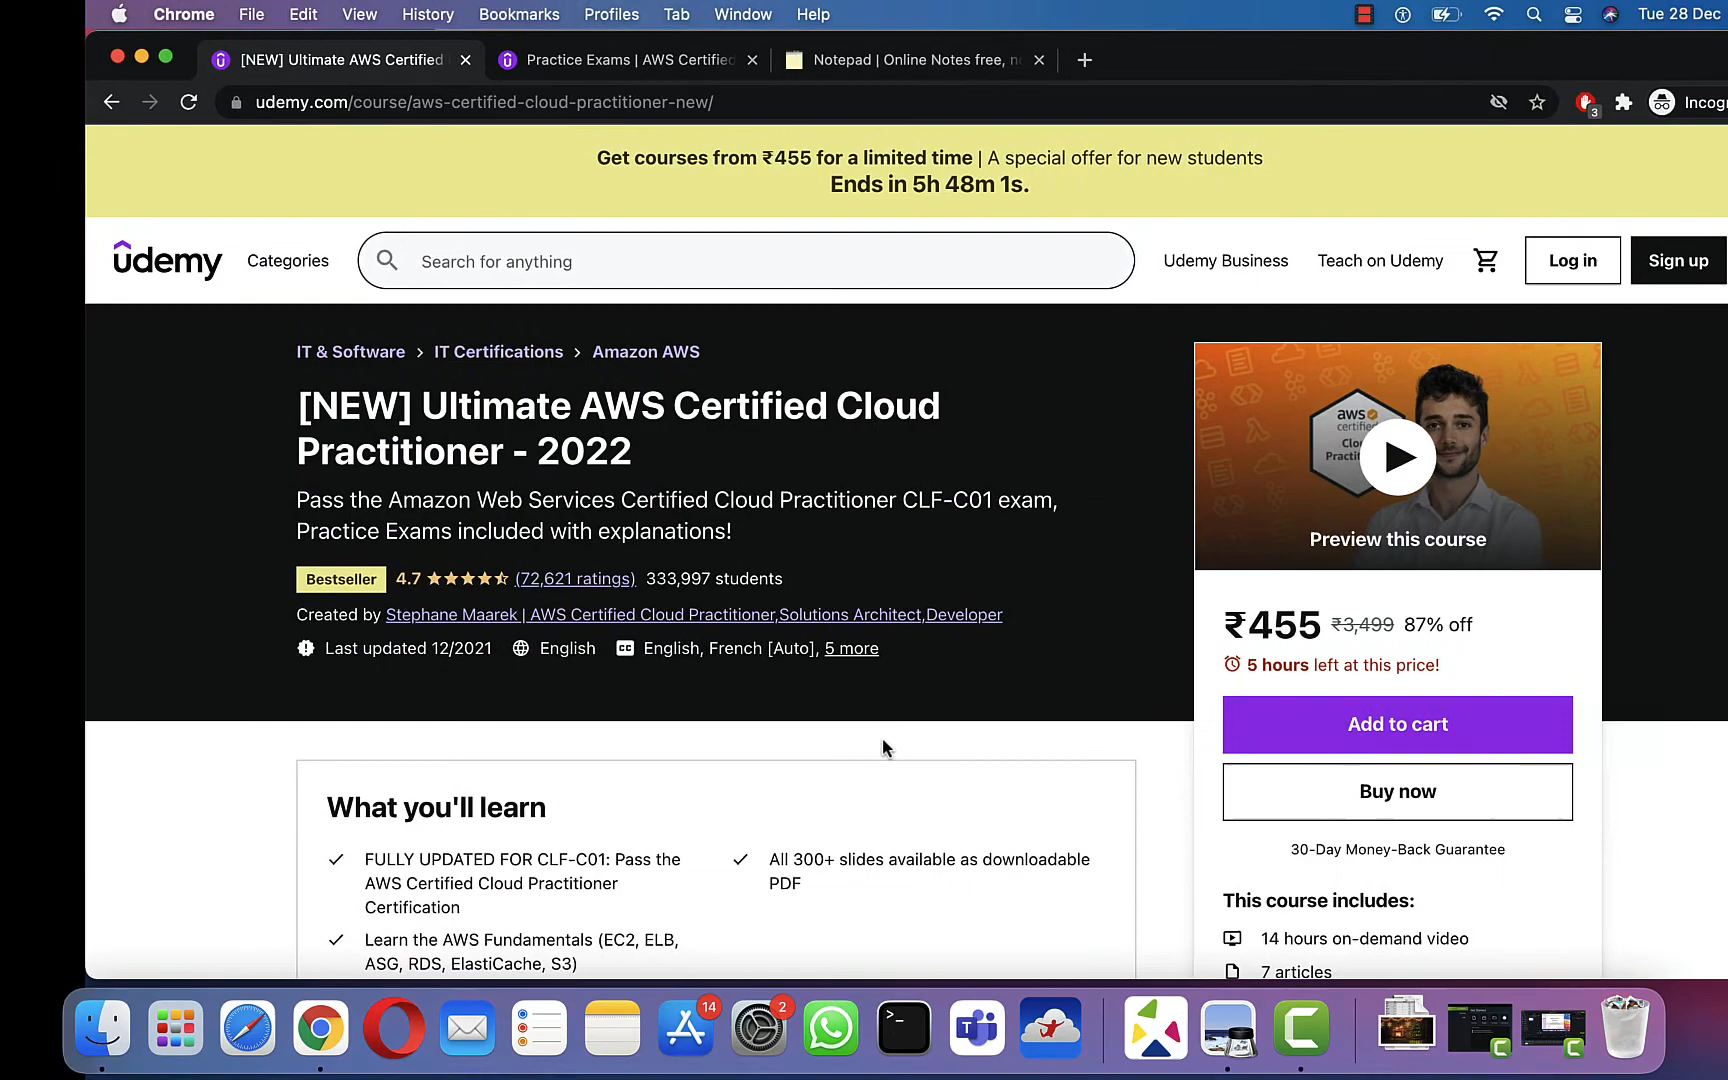 Chrome File Edit View History Bookmarks Profiles Tab Window Help Tue 28 Dec
[NEW] Ultimate AWS Certified Practice Exams | AWS Certified Notepad | Online Notes free, n
udemy.com/course/aws-certified-cloud-practitioner-new/ 3 Incog
Get courses from ₹455 for a limited time | A special offer for new students
Ends in 5h 48m 1s.
udemy Categories Search for anything Udemy Business Teach on Udemy Log in Sign up
IT & Software > IT Certifications > Amazon AWS
[NEW] Ultimate AWS Certified Cloud
Practitioner - 2022
Pass the Amazon Web Services Certified Cloud Practitioner CLF-C01 exam,
Practice Exams included with explanations!
Bestseller 4.7 (72,621 ratings) 333,997 students
Created by Stephane Maarek | AWS Certified Cloud Practitioner,Solutions Architect,Developer
Last updated 12/2021 English CC English, French [Auto], 5 more
aws
certified
Preview this course
₹455 ₹3,499 87% off
5 hours left at this price!
Add to cart
Buy now
30-Day Money-Back Guarantee
This course includes:
14 hours on-demand video
7 articles
What you'll learn
FULLY UPDATED FOR CLF-C01: Pass the
AWS Certified Cloud Practitioner
Certification
All 300+ slides available as downloadable
PDF
Learn the AWS Fundamentals (EC2, ELB,
ASG, RDS, ElastiCache, S3)
14 2